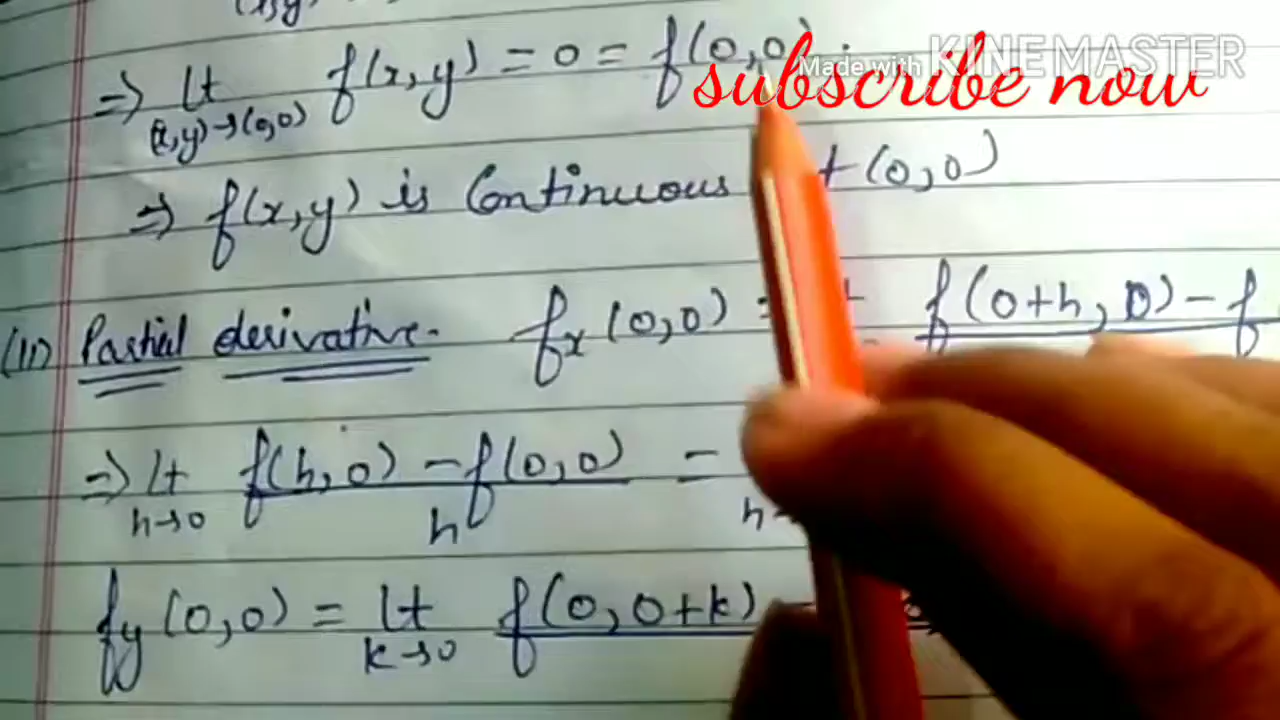 ⇒ lt f(x,y) = 0 = f(0,0).
(x,y)→(0,0)
Made with KINEMASTER
subscribe now
⇒ f(x,y) is Continuous at (0,0)
(II) Partial derivative. fx (0,0) = f(0+h, 0) - f
⇒ lt f(h,0) - f(0,0) =
h→0 h h
fy (0,0) = lt f(0, 0+k) -
k→0